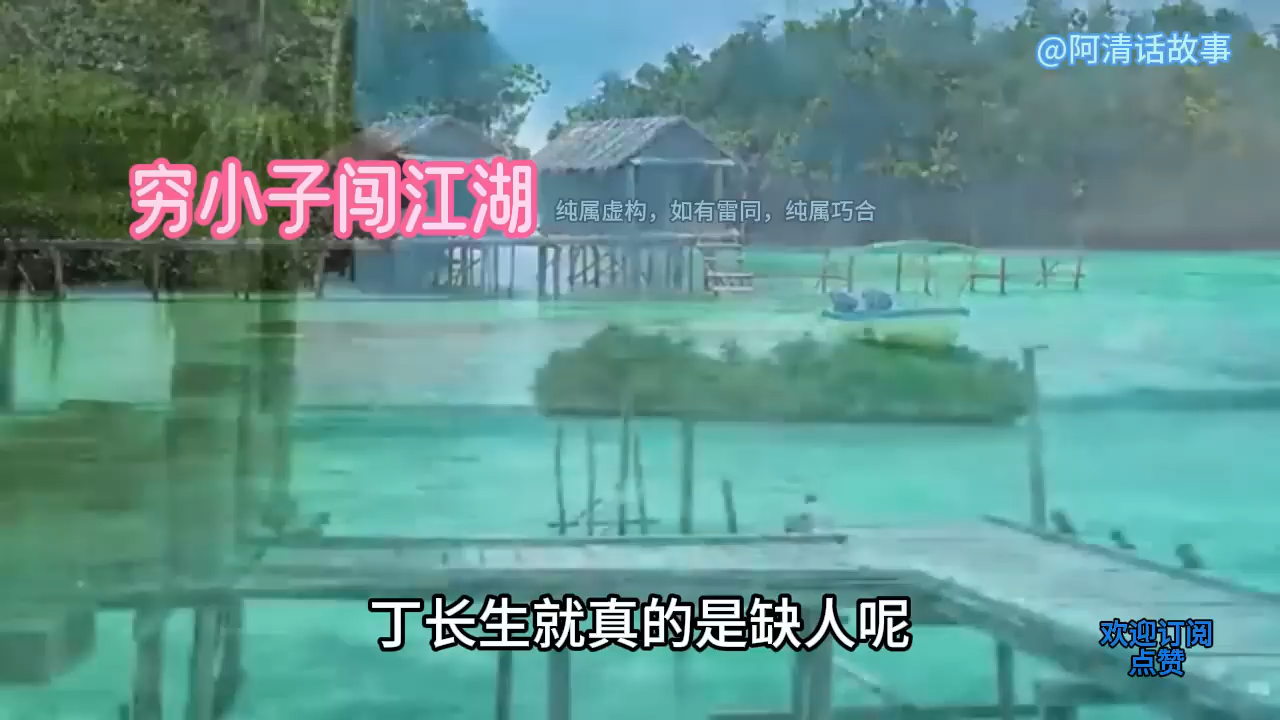 @阿清话故事
穷小子闯江湖
纯属虚构，如有雷同，纯属巧合
丁长生就真的是缺人呢
欢迎订阅
点赞